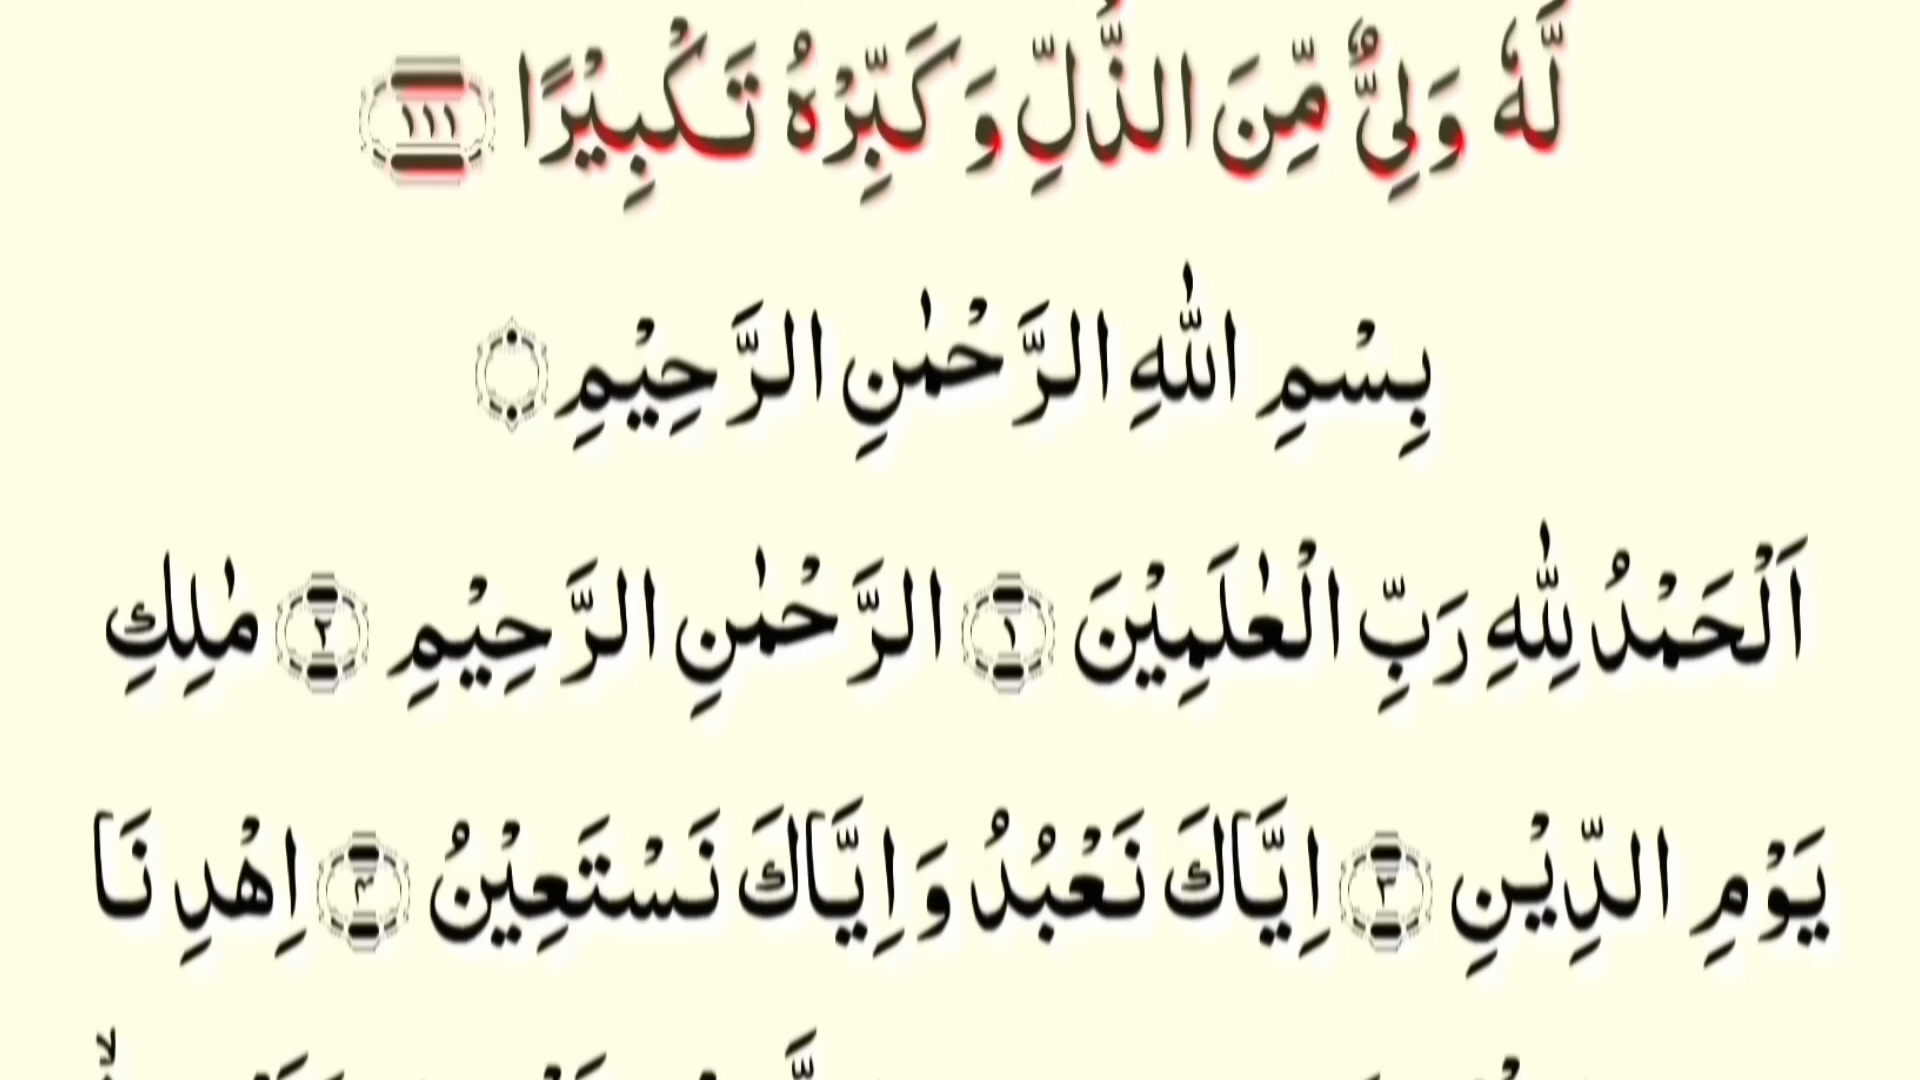 لَّهٗ وَلِیٌّ مِّنَ الذُّلِّ وَكَبِّرْهُ تَكْبِیْرًا ۝١١١
بِسْمِ اللّٰهِ الرَّحْمٰنِ الرَّحِیْمِ ۝
اَلْحَمْدُ لِلّٰهِ رَبِّ الْعٰلَمِیْنَ ۝١ الرَّحْمٰنِ الرَّحِیْمِ ۝٢ مٰلِكِ
یَوْمِ الدِّیْنِ ۝٣ اِیَّاكَ نَعْبُدُ وَاِیَّاكَ نَسْتَعِیْنُ ۝٤ اِهْدِنَا